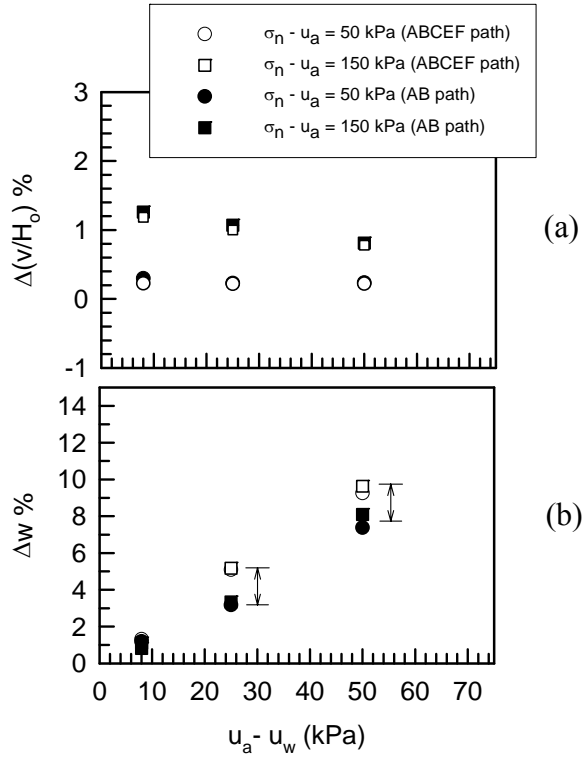 σn - ua = 50 kPa (ABCEF path)
σn - ua = 150 kPa (ABCEF path)
σn - ua = 50 kPa (AB path)
σn - ua = 150 kPa (AB path)
3
2
1
0
-1
Δ(v/Ho) %
(a)
14
12
10
8
6
4
2
0
Δw %
(b)
0 10 20 30 40 50 60 70
ua- uw (kPa)